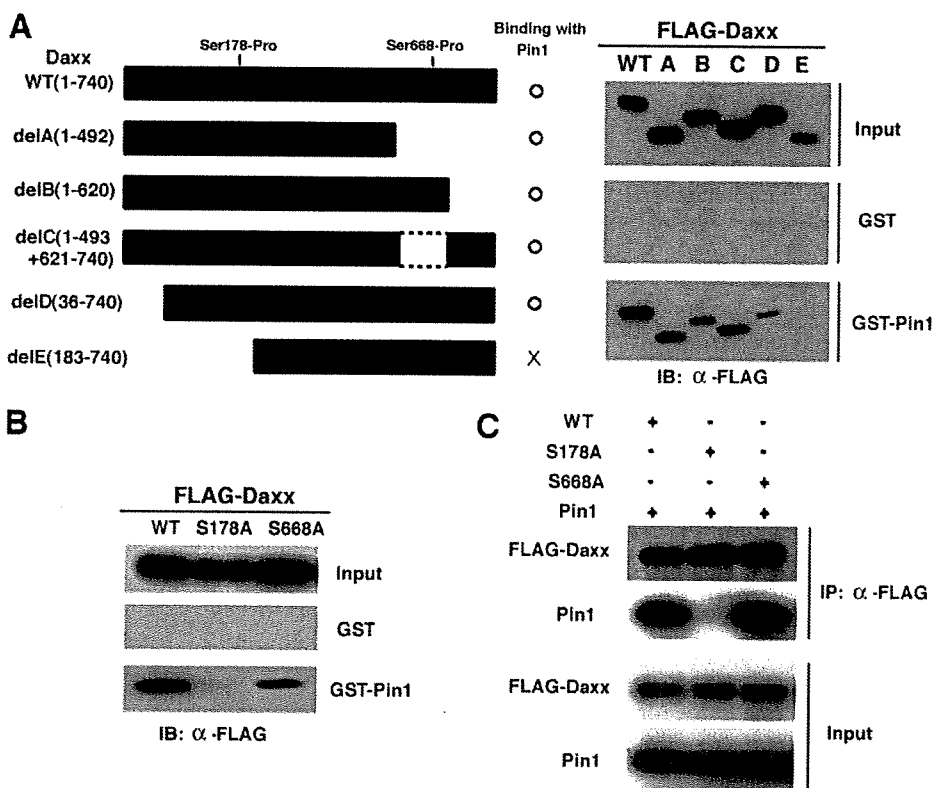 A
Daxx
Ser178-Pro
Ser668-Pro
Binding with
Pin1
WT(1-740)
O
delA(1-492)
O
delB(1-620)
O
delC(1-493
+621-740)
O
delD(36-740)
O
delE(183-740)
X
FLAG-Daxx
WT A B C D E
Input
GST
GST-Pin1
IB: α-FLAG
B
FLAG-Daxx
WT S178A S668A
Input
GST
GST-Pin1
IB: α-FLAG
C
WT + - -
S178A - + -
S668A - - +
Pin1 + + +
FLAG-Daxx
Pin1
IP: α-FLAG
FLAG-Daxx
Pin1
Input